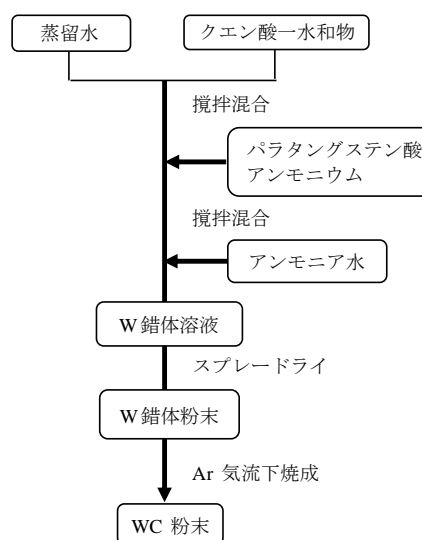 蒸留水
クエン酸一水和物
撹拌混合
パラタングステン酸
アンモニウム
撹拌混合
アンモニア水
W錯体溶液
スプレードライ
W錯体粉末
Ar 気流下焼成
WC 粉末